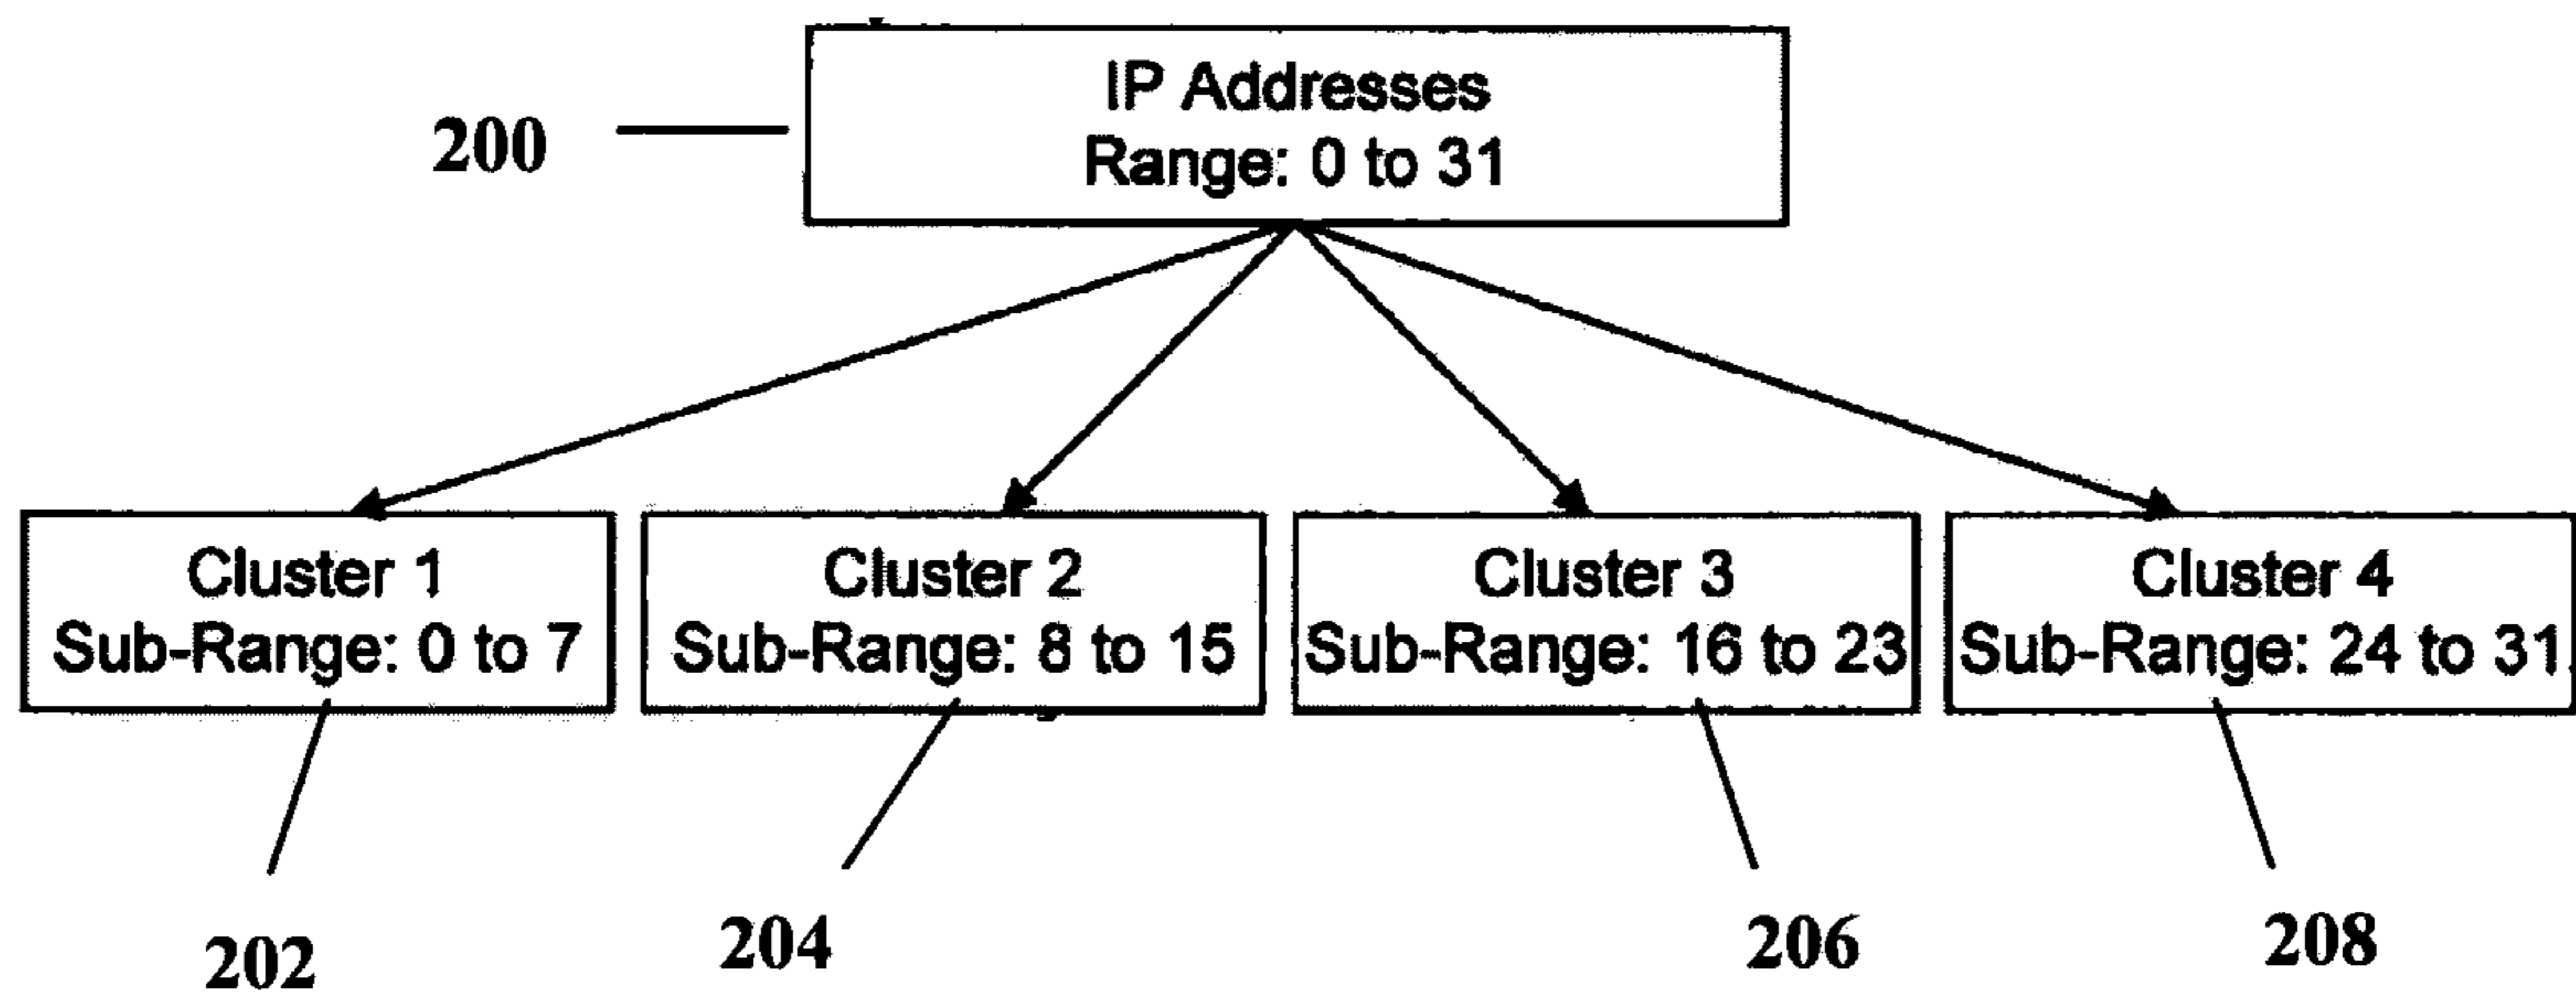 IP Addresses
Range: 0 to 31
200
Cluster 1
Sub-Range: 0 to 7
Cluster 2
Sub-Range: 8 to 15
Cluster 3
Sub-Range: 16 to 23
Cluster 4
Sub-Range: 24 to 31
202
204
206
208